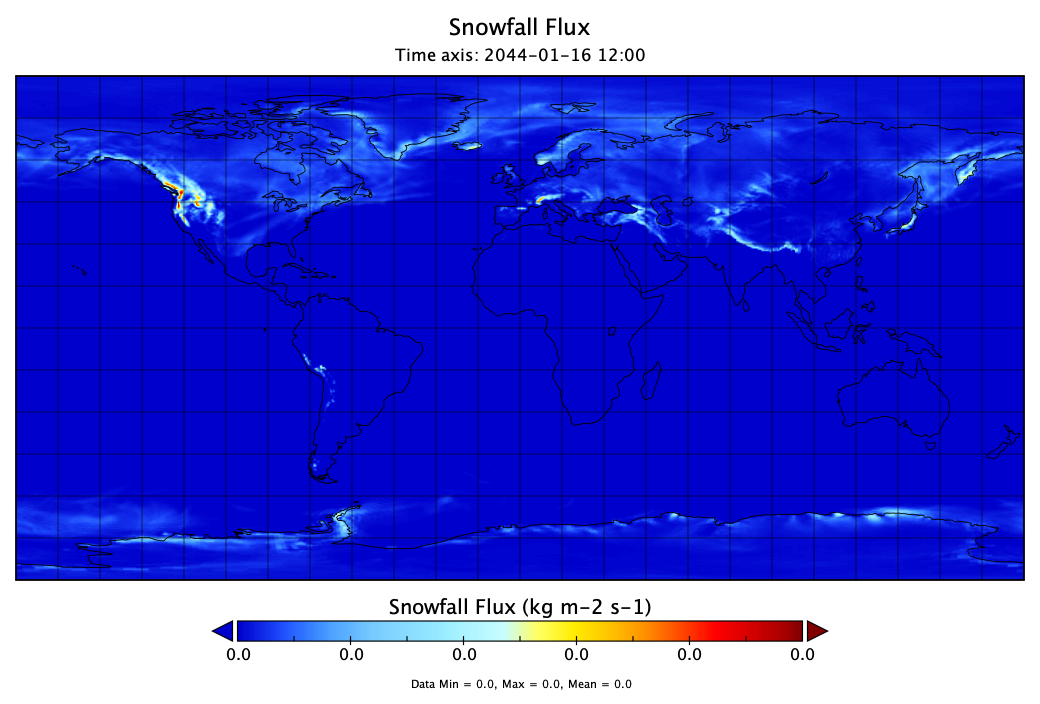 Snowfall Flux
Time axis: 2044-01-16 12:00
Snowfall Flux (kg m-2 s-1)
0.0 0.0 0.0 0.0 0.0 0.0
Data Min = 0.0, Max = 0.0, Mean = 0.0